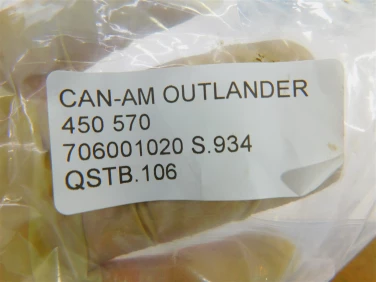 CAN-AM OUTLANDER
450 570
706001020 S.934
QSTB.106